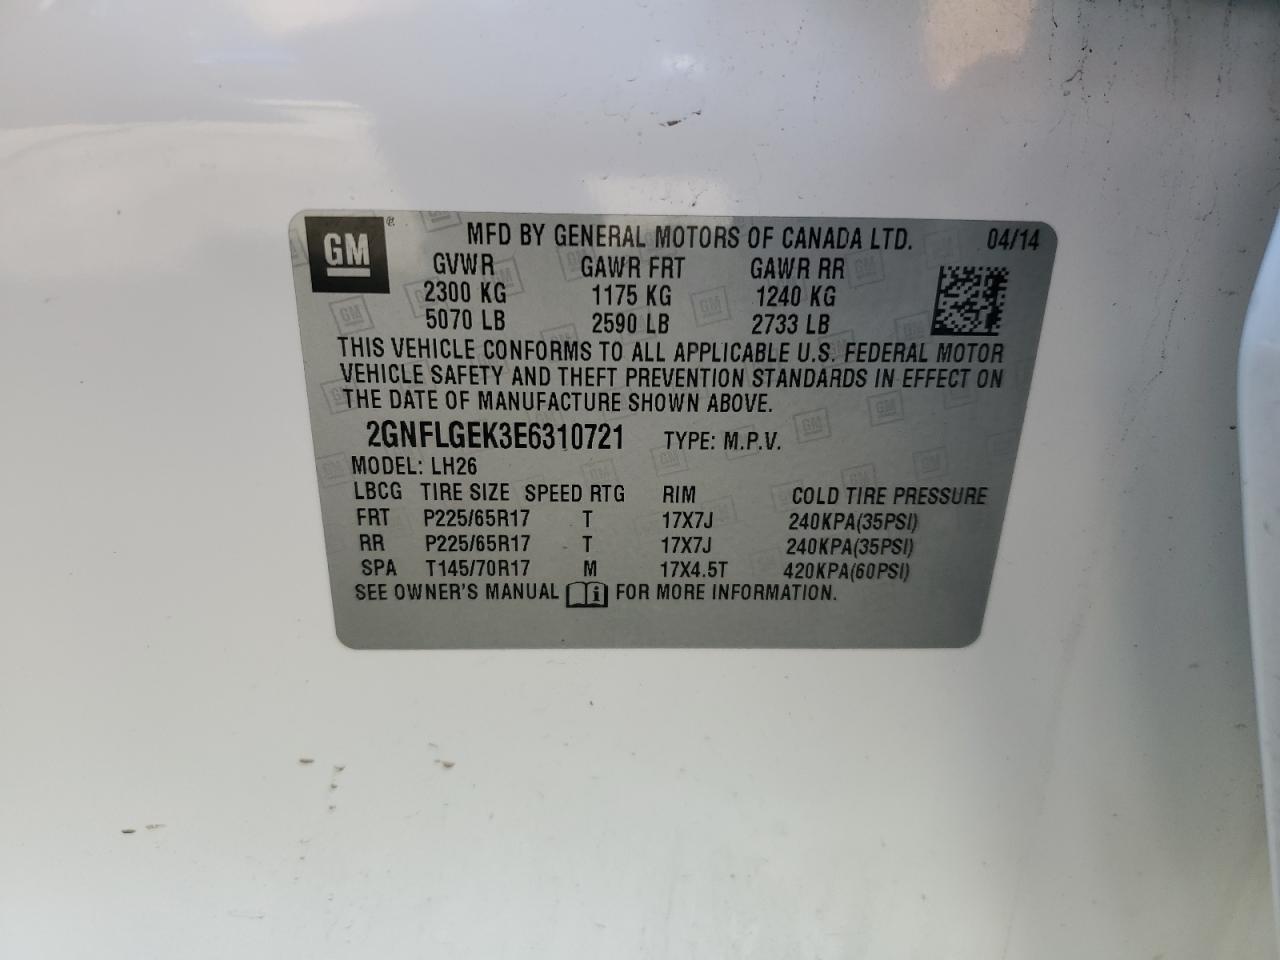 GM
MFD BY GENERAL MOTORS OF CANADA LTD. 04/14
GVWR GAWR FRT GAWR RR
2300 KG 1175 KG 1240 KG
5070 LB 2590 LB 2733 LB
THIS VEHICLE CONFORMS TO ALL APPLICABLE U.S. FEDERAL MOTOR
VEHICLE SAFETY AND THEFT PREVENTION STANDARDS IN EFFECT ON
THE DATE OF MANUFACTURE SHOWN ABOVE.
2GNFLGEK3E6310721 TYPE: M.P.V.
MODEL: LH26
LBCG TIRE SIZE SPEED RTG RIM COLD TIRE PRESSURE
FRT P225/65R17 T 17X7J 240KPA(35PSI)
RR P225/65R17 T 17X7J 240KPA(35PSI)
SPA T145/70R17 M 17X4.5T 420KPA(60PSI)
SEE OWNER'S MANUAL i FOR MORE INFORMATION.